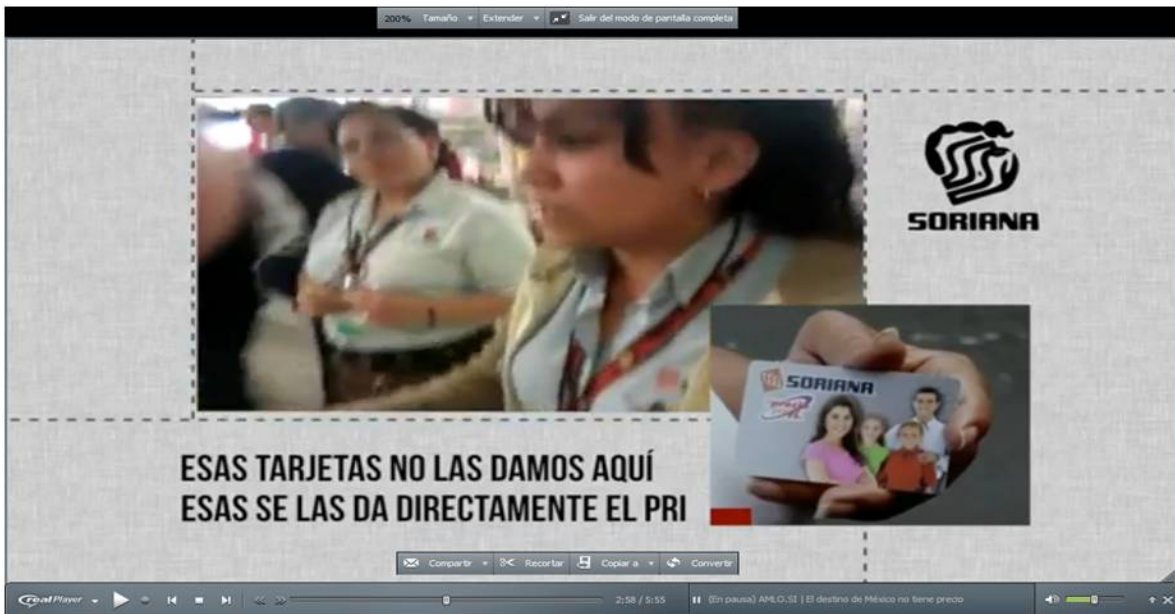 200% Tamaño Extender Salir del modo de pantalla completa
SORIANA
SORIANA
ESAS TARJETAS NO LAS DAMOS AQUÍ
ESAS SE LAS DA DIRECTAMENTE EL PRI
Compartir Recortar Copiar a Convertir
realPlayer 2:58 / 5:55 (En pausa) AMLO.SI | El destino de México no tiene precio